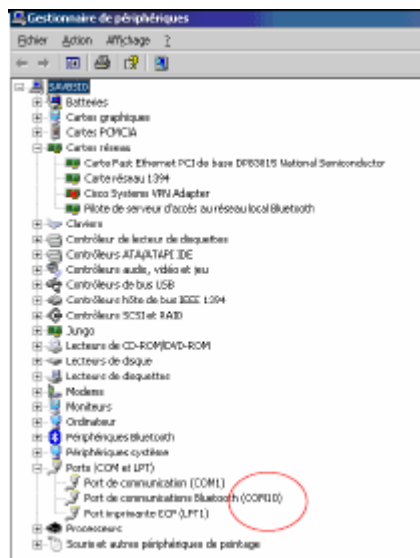 Gestionnaire de périphériques
Fichier Action Affichage ?
SAVBSID
Batteries
Cartes graphiques
Cartes PCMCIA
Cartes réseau
Carte Fast Ethernet PCI de base DP83815 National Semiconductor
Carte réseau 1394
Cisco Systems VPN Adapter
Pilote de serveur d'accès au réseau local Bluetooth
Claviers
Contrôleur de lecteur de disquettes
Contrôleurs ATA/ATAPI IDE
Contrôleurs audio, vidéo et jeu
Contrôleurs de bus USB
Contrôleurs hôte de bus IEEE 1394
Contrôleurs SCSI et RAID
Jungo
Lecteurs de CD-ROM/DVD-ROM
Lecteurs de disque
Lecteurs de disquettes
Modems
Moniteurs
Ordinateur
Périphériques Bluetooth
Périphériques système
Ports (COM et LPT)
Port de communication (COM1)
Port de communications Bluetooth (COM10)
Port imprimante ECP (LPT1)
Processeurs
Souris et autres périphériques de pointage